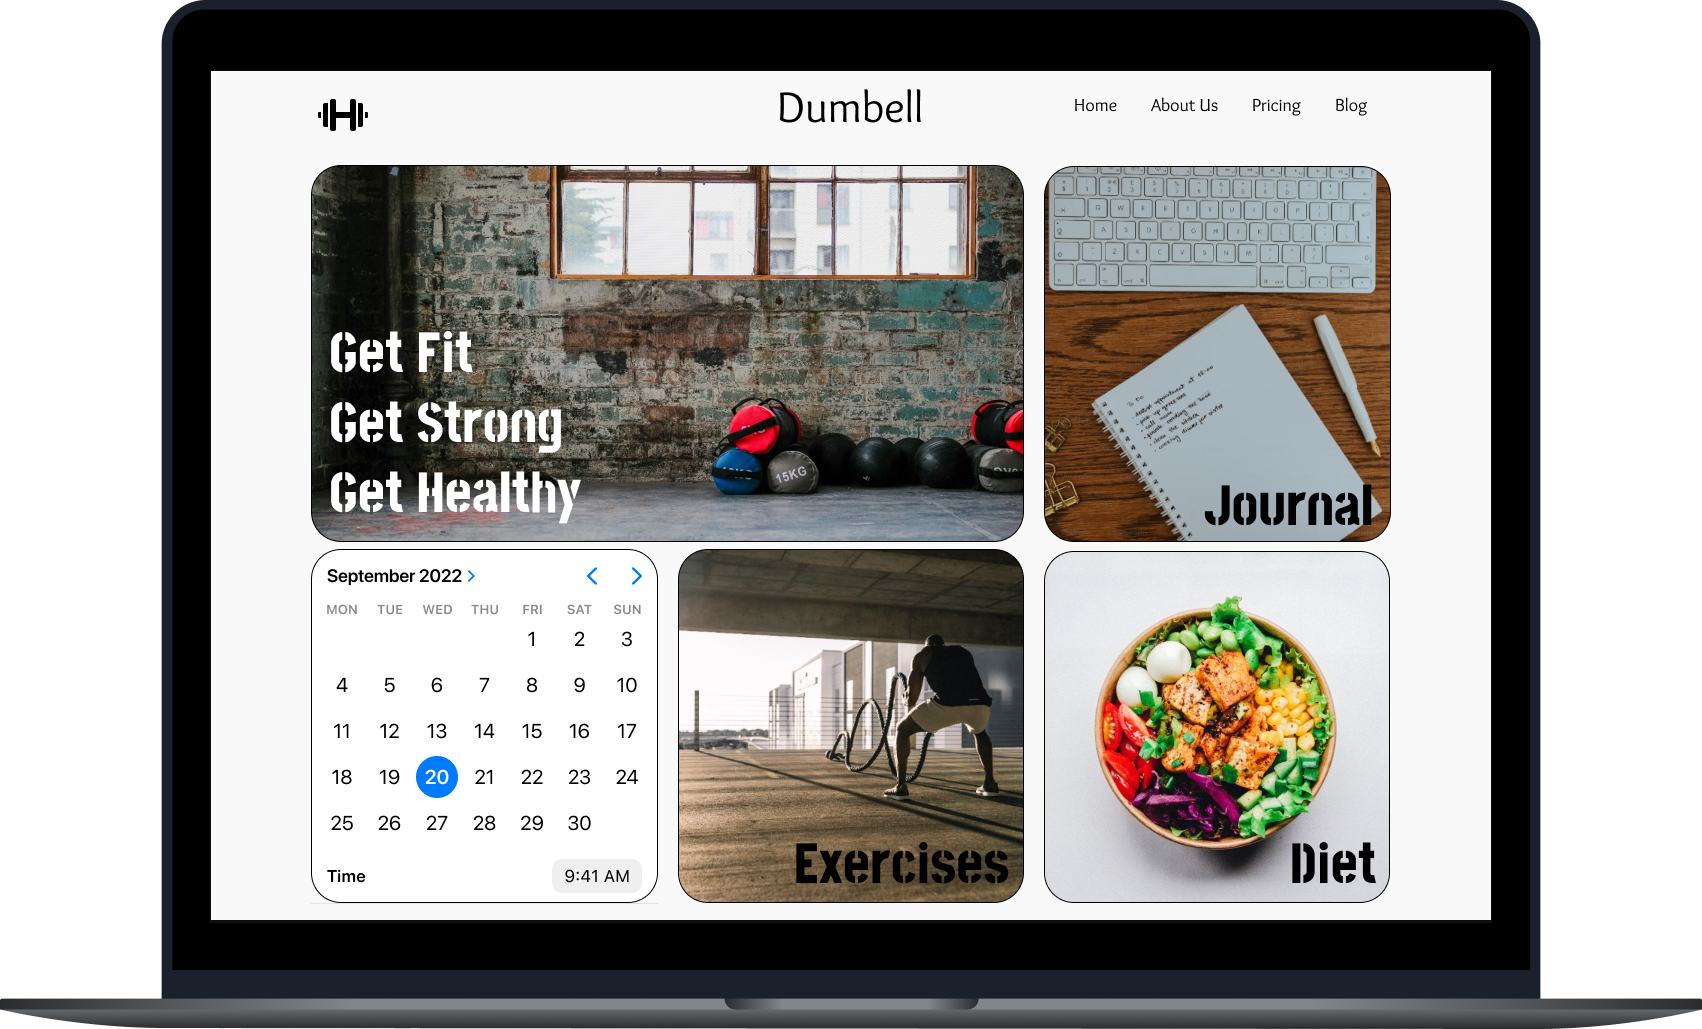 Dumbell
Home About Us Pricing Blog
Get Fit
Get Strong
Get Healthy
15KG
Journal
September 2022
MON TUE WED THU FRI SAT SUN
1 2 3
4 5 6 7 8 9 10
11 12 13 14 15 16 17
18 19 20 21 22 23 24
25 26 27 28 29 30
Time 9:41 AM
Exercises
Diet